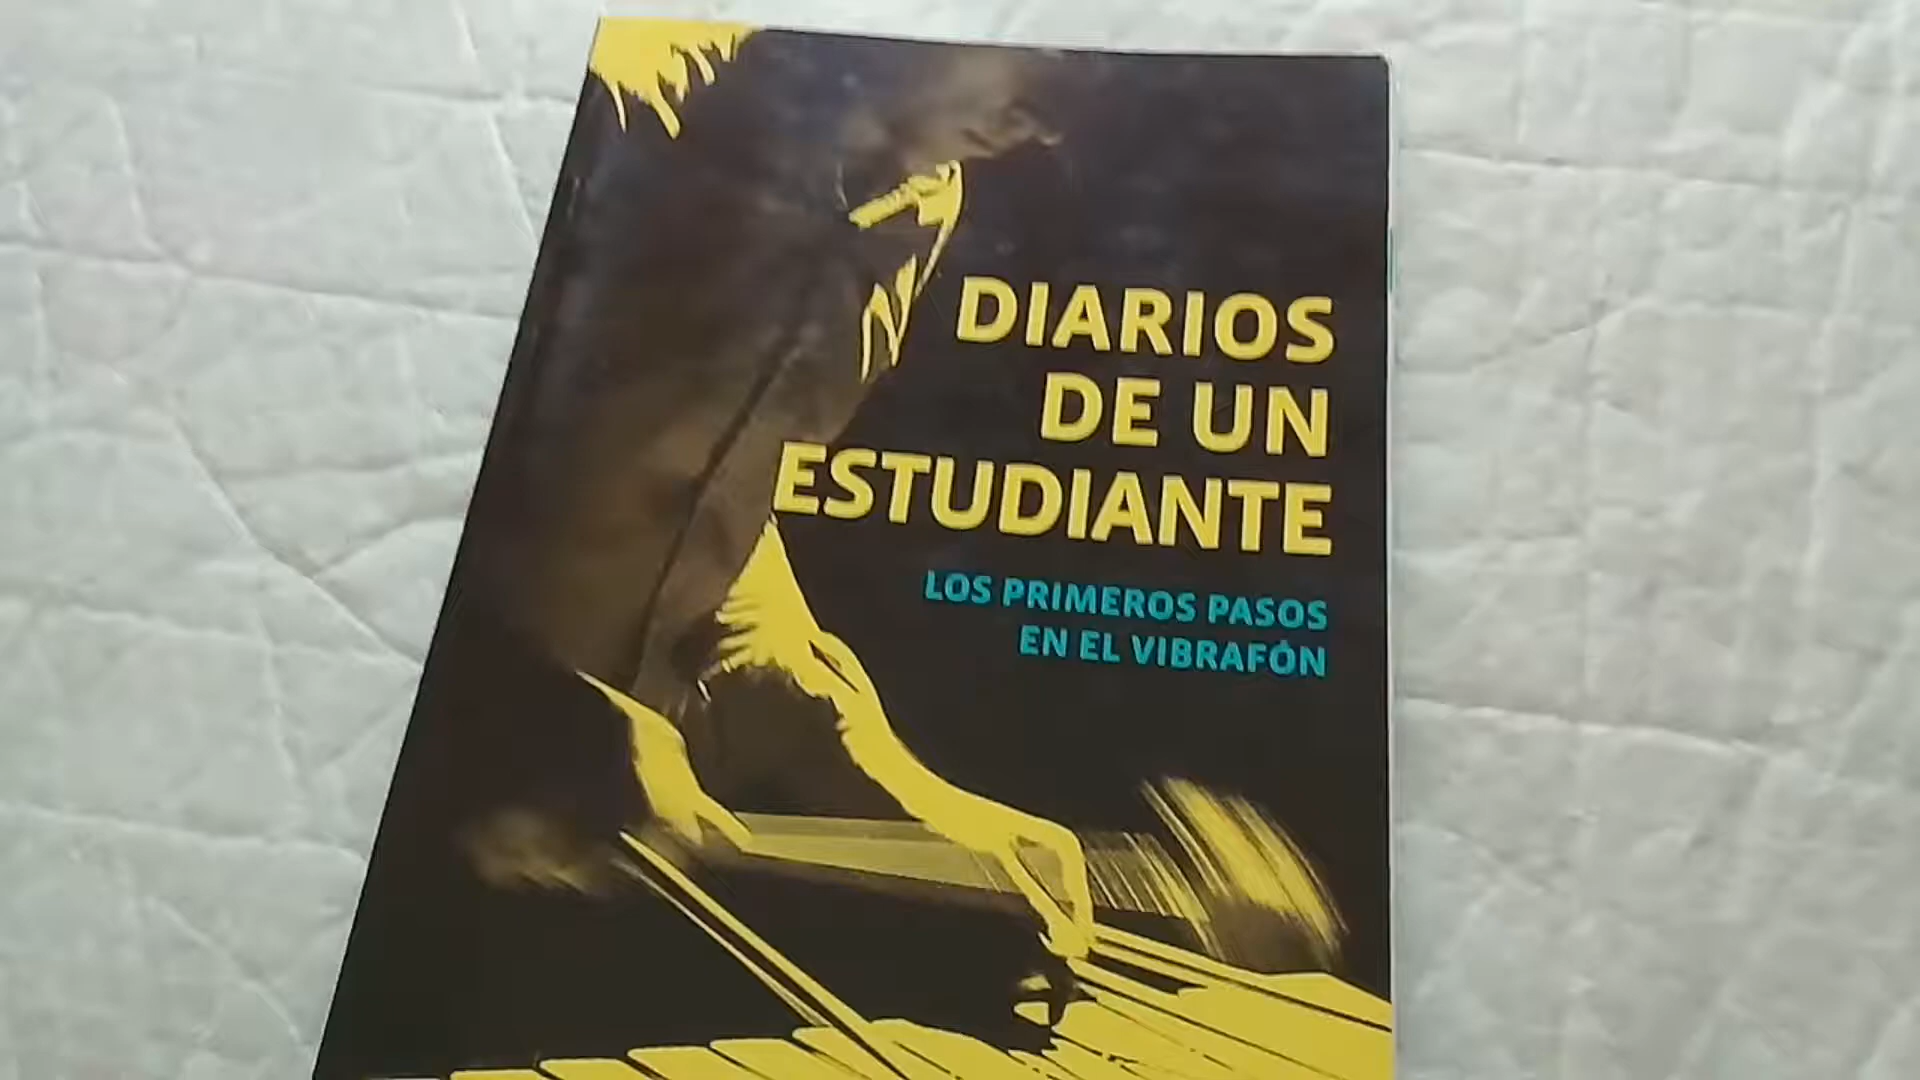 DIARIOS
DE UN
ESTUDIANTE
LOS PRIMEROS PASOS
EN EL VIBRAFÓN